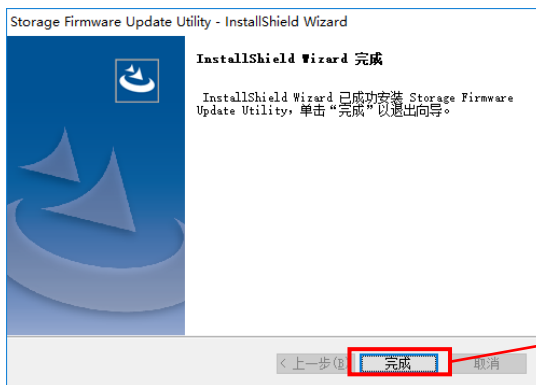 Storage Firmware Update Utility - InstallShield Wizard
InstallShield Wizard 完成
InstallShield Wizard 已成功安装 Storage Firmware
Update Utility，单击“完成”以退出向导。
< 上一步(B) 完成 取消